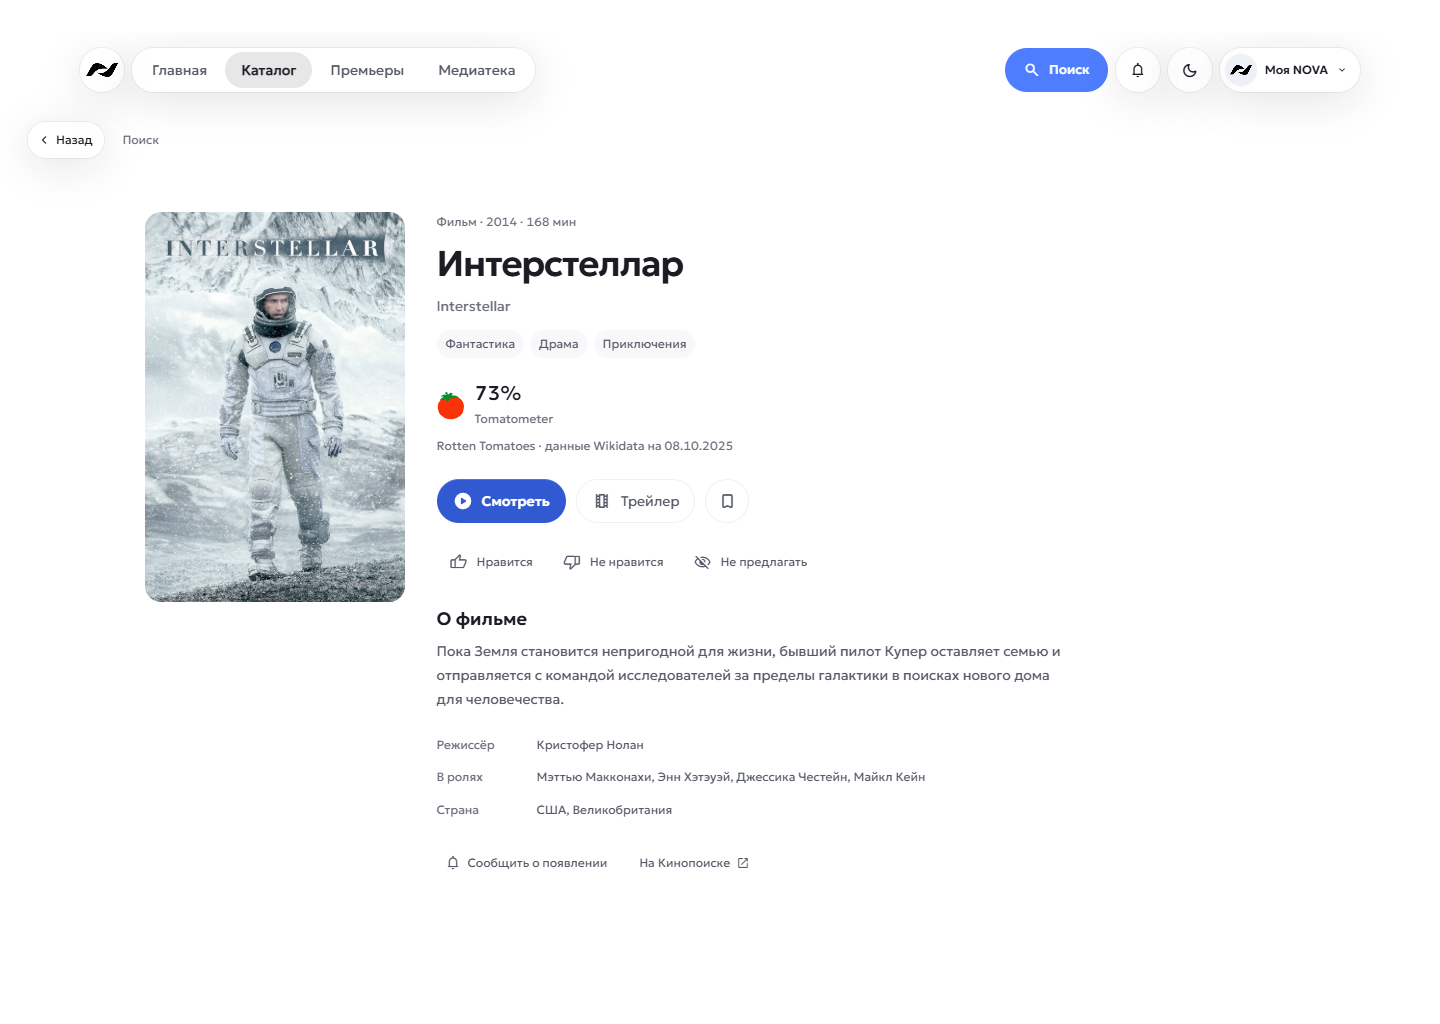 Главная Каталог Премьеры Медиатека Поиск Моя NOVA
Назад Поиск
INTERSTELLAR
Фильм · 2014 · 168 мин
Интерстеллар
Interstellar
Фантастика Драма Приключения
73%
Tomatometer
Rotten Tomatoes · данные Wikidata на 08.10.2025
Смотреть Трейлер
Нравится Не нравится Не предлагать
О фильме
Пока Земля становится непригодной для жизни, бывший пилот Купер оставляет семью и
отправляется с командой исследователей за пределы галактики в поисках нового дома
для человечества.
Режиссёр Кристофер Нолан
В ролях Мэттью Макконахи, Энн Хэтэуэй, Джессика Честейн, Майкл Кейн
Страна США, Великобритания
Сообщить о появлении На Кинопоиске